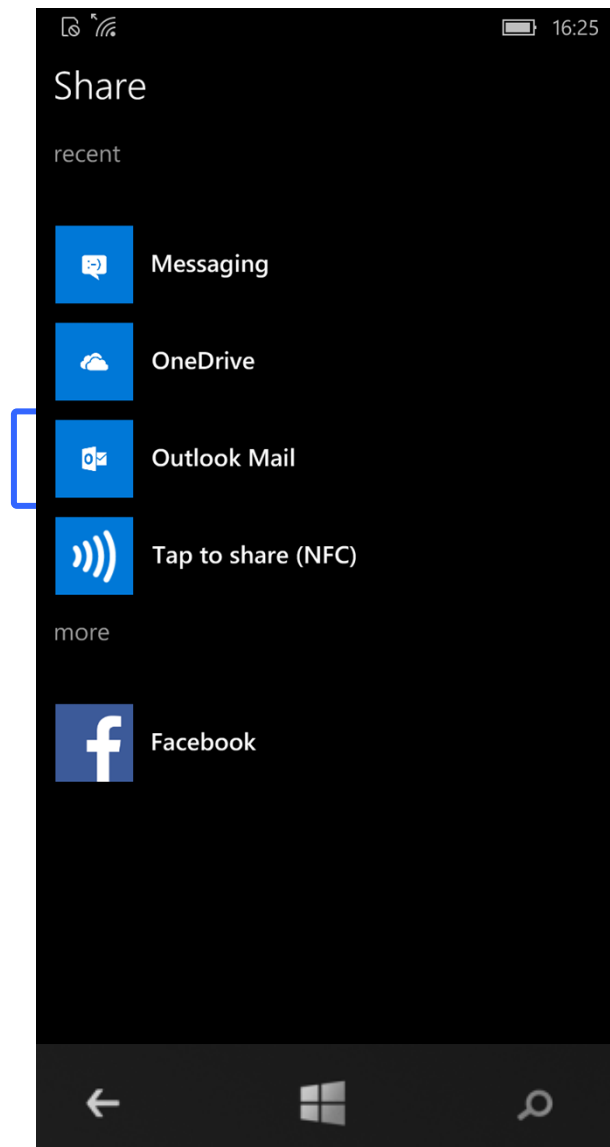 16:25
Share
recent
:-)
Messaging
OneDrive
Outlook Mail
Tap to share (NFC)
more
f
Facebook